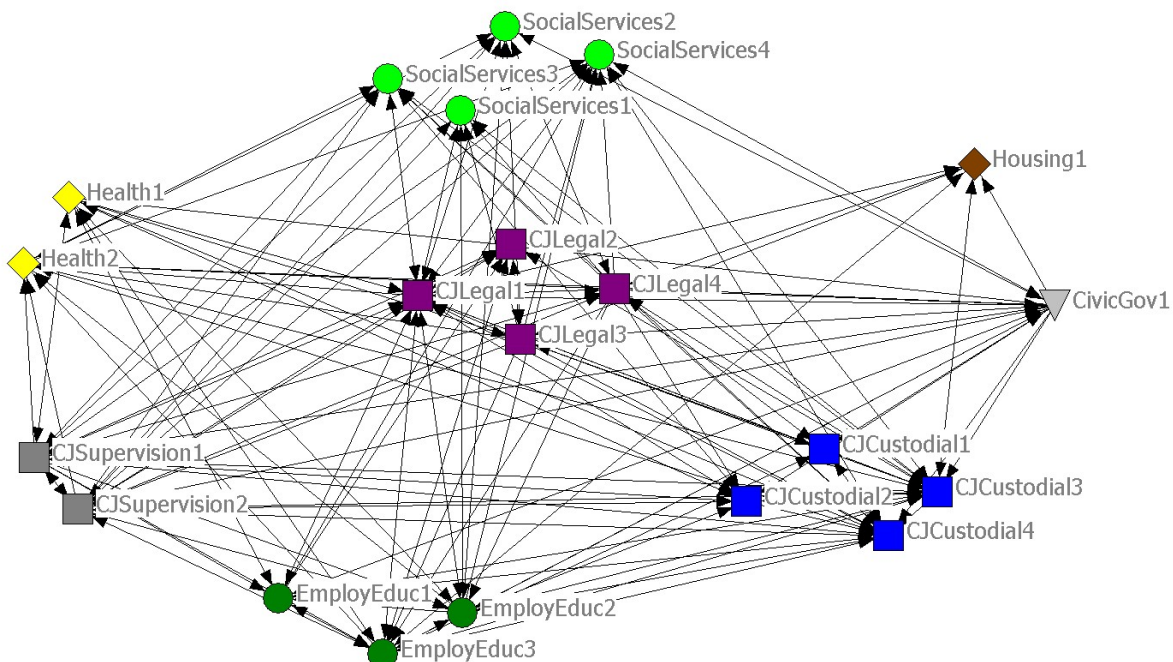 SocialServices2
SocialServices4
SocialServices3
SocialServices1
Housing1
Health1
CJLegal2
Health2
CJLegal1
CJLegal4
CivicGov1
CJLegal3
CJSupervision1
CJCustodial1
CJCustodial3
CJCustodial2
CJSupervision2
CJCustodial4
EmployEduc1
EmployEduc2
EmployEduc3